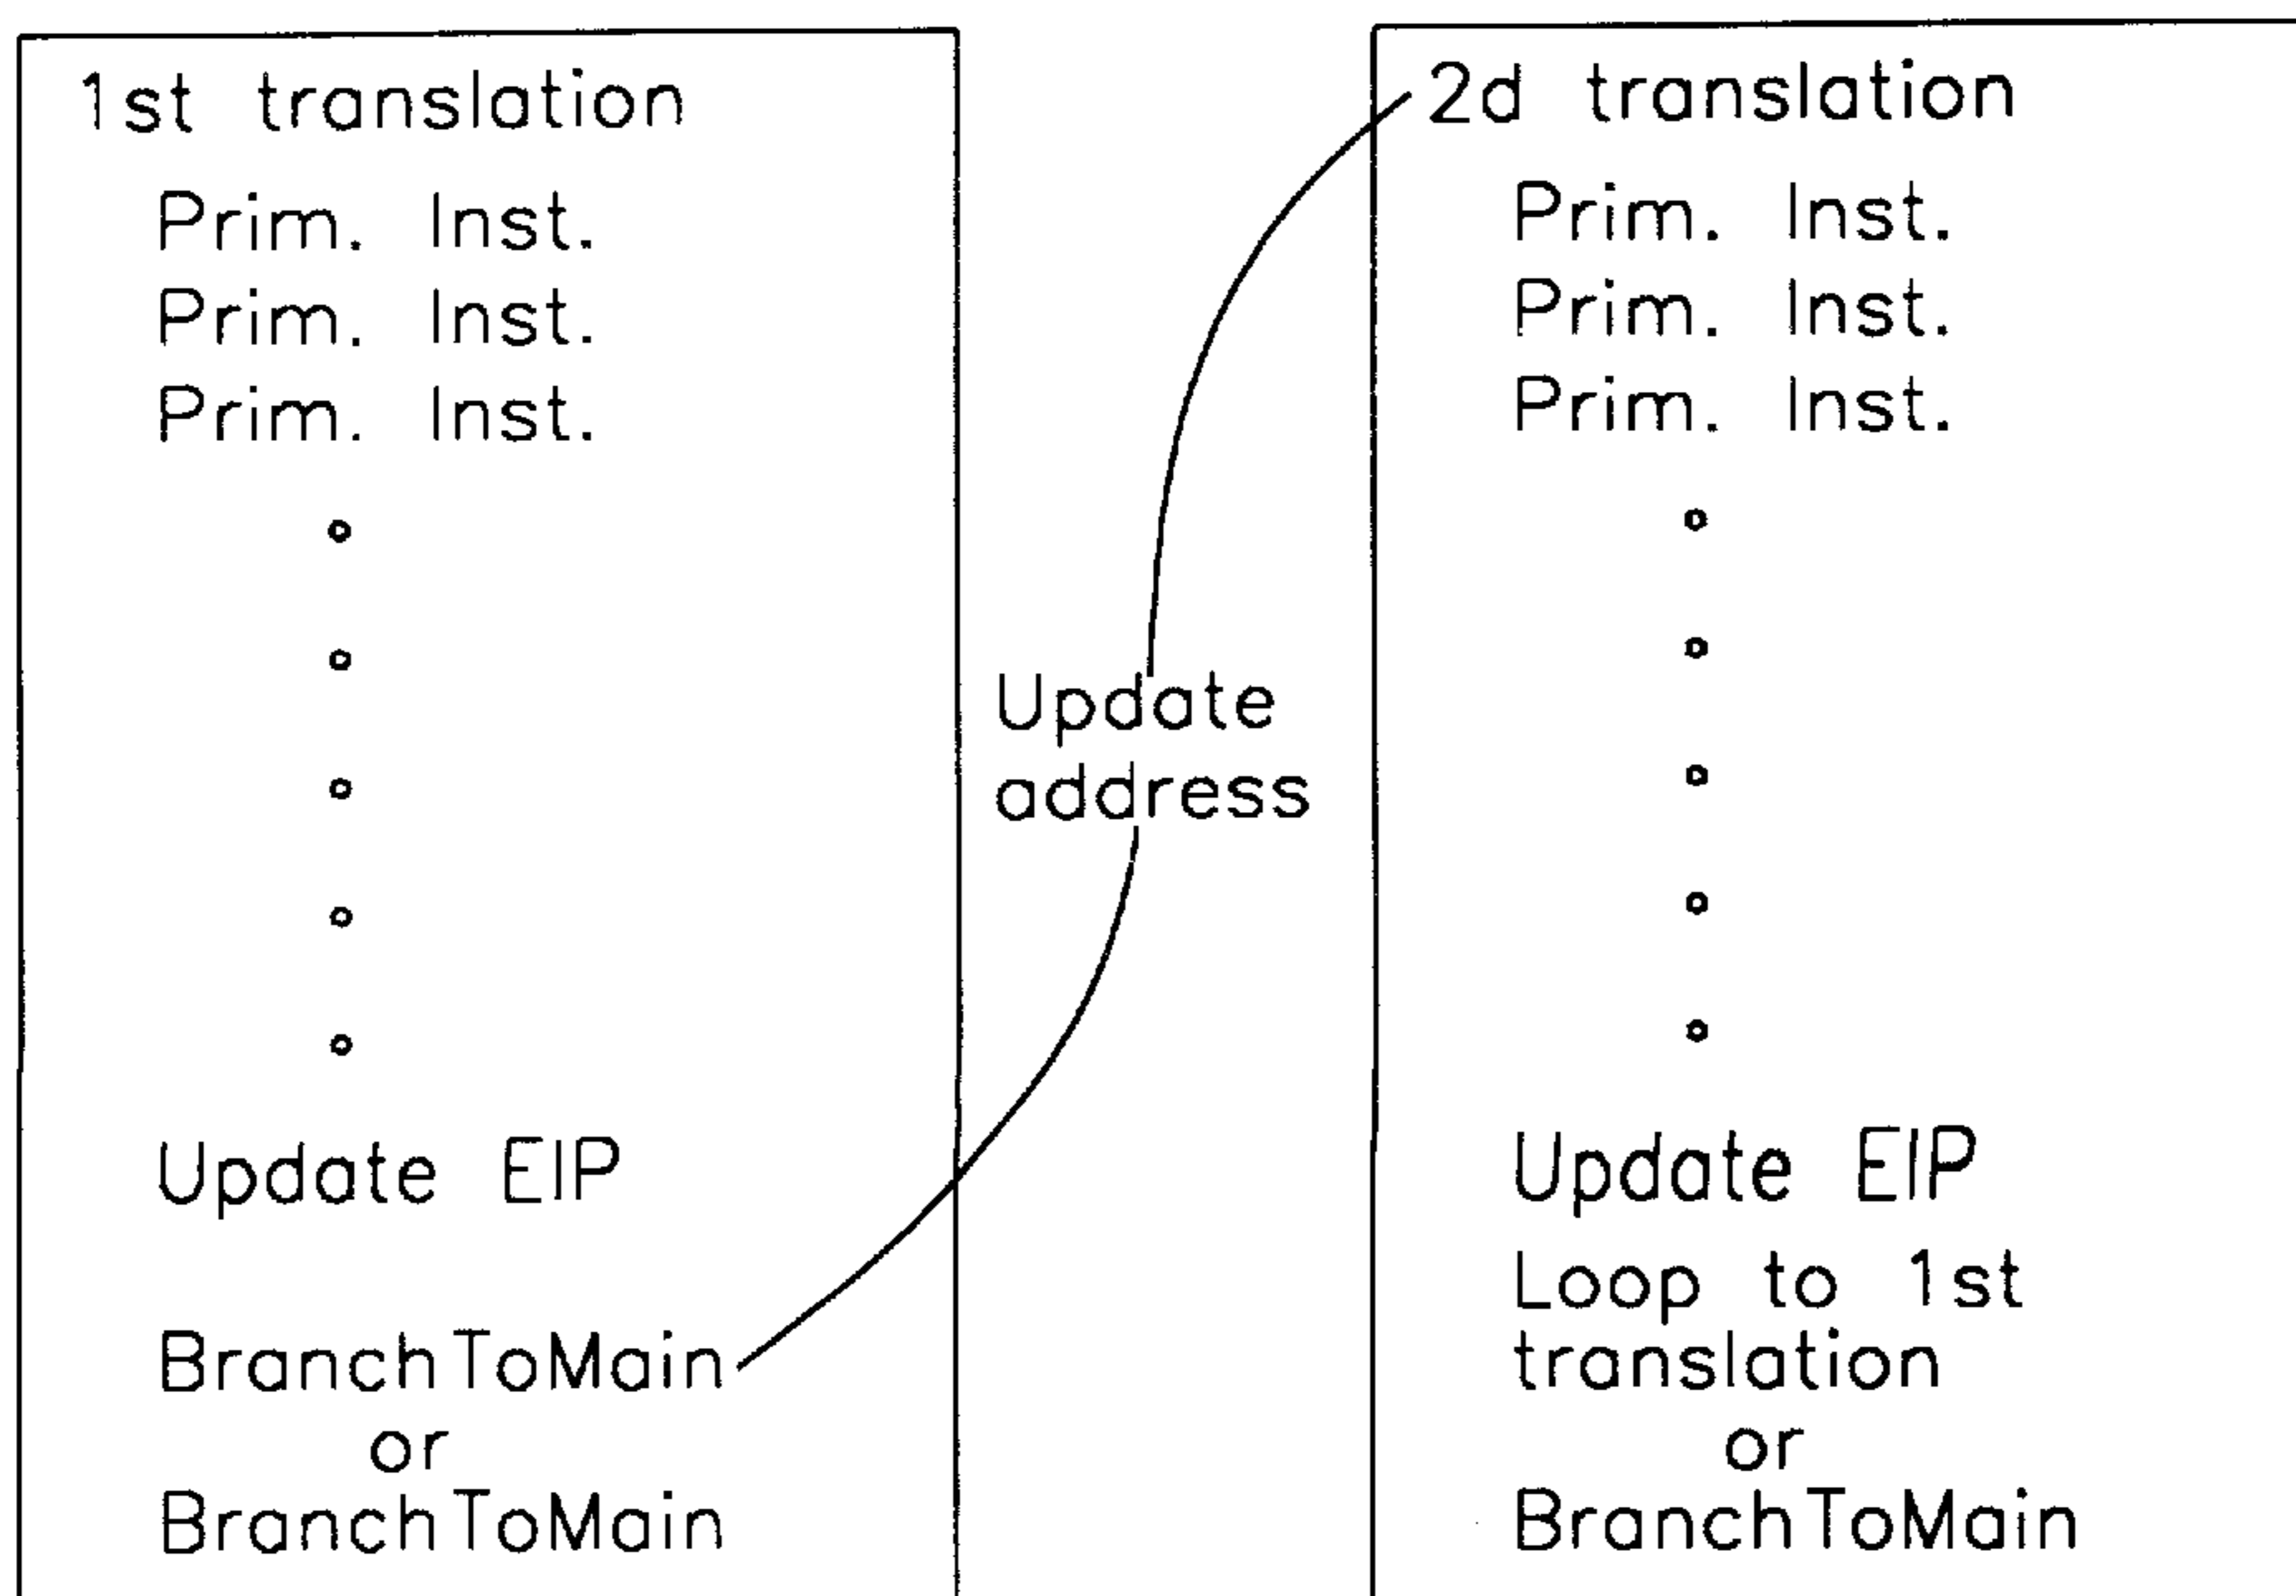 1st translation
Prim. Inst.
Prim. Inst.
Prim. Inst.
Update EIP
BranchToMain
or
BranchToMain
Update
address
2d translation
Prim. Inst.
Prim. Inst.
Prim. Inst.
Update EIP
Loop to 1st
translation
or
BranchToMain